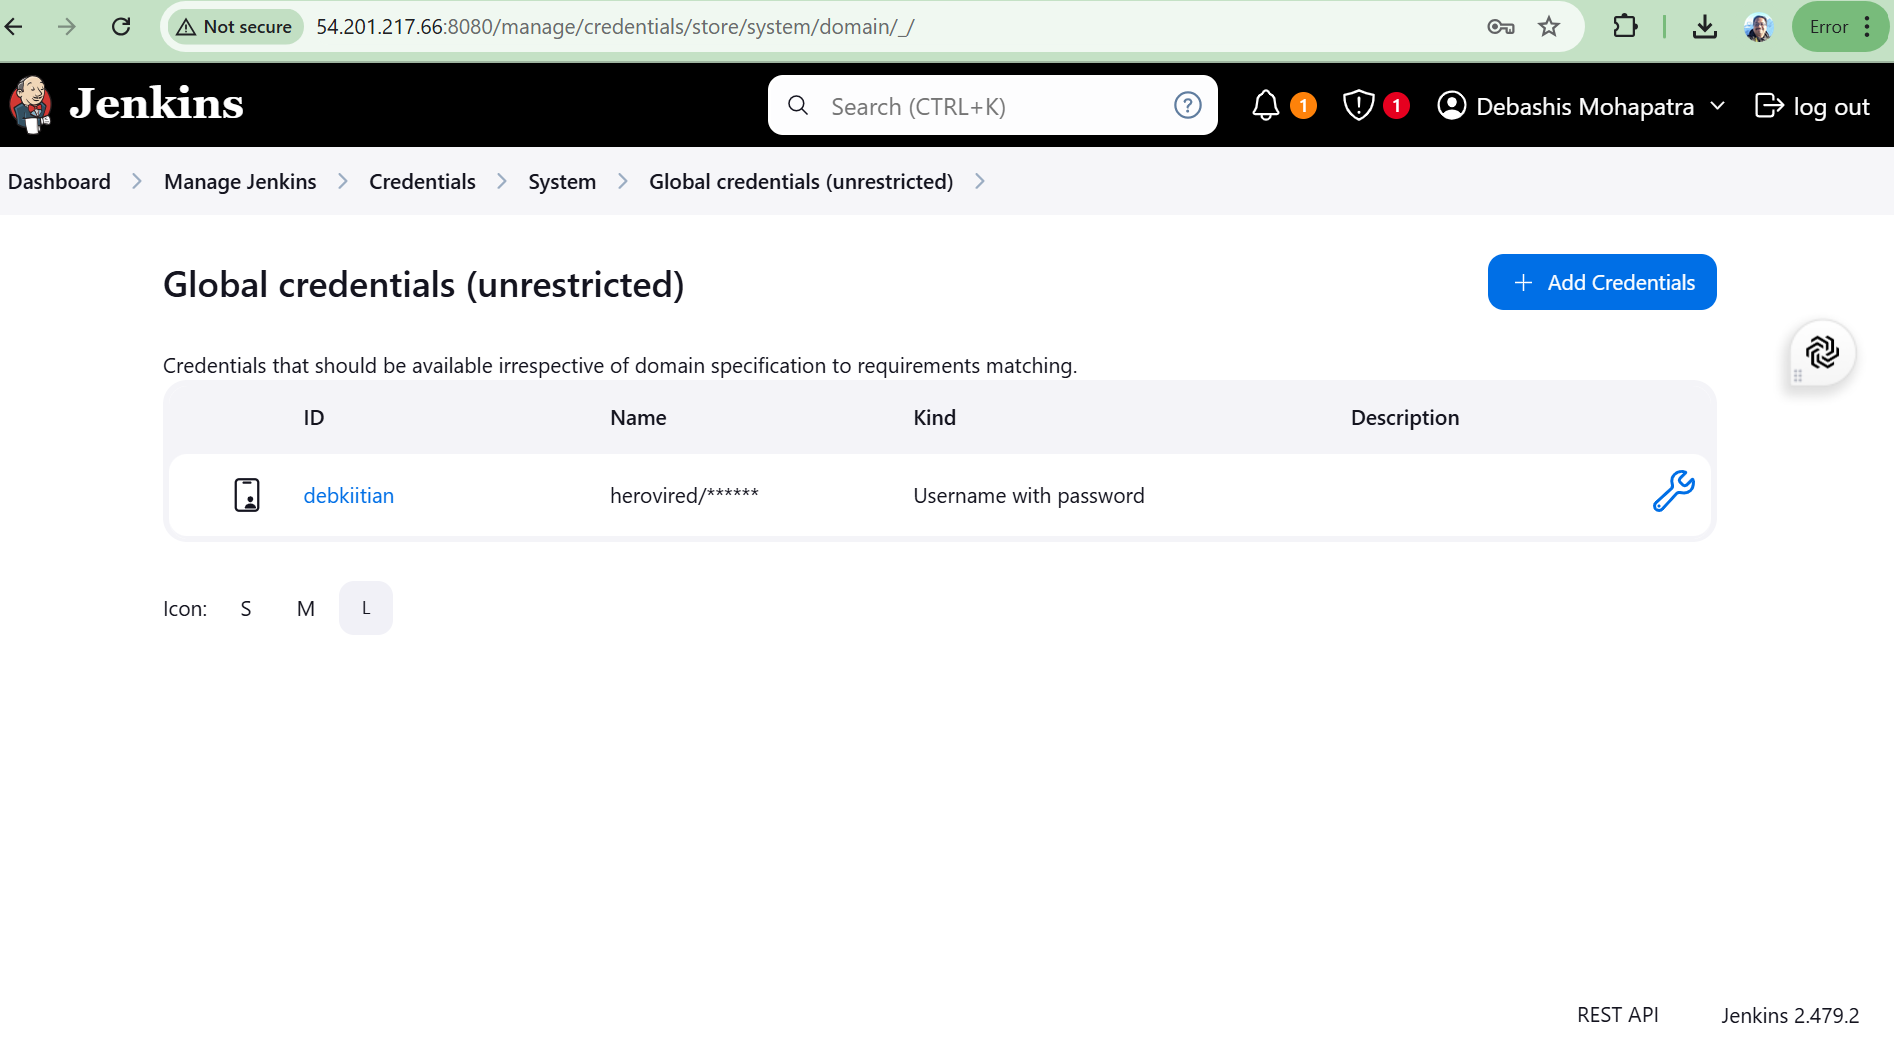 Not secure 54.201.217.66:8080/manage/credentials/store/system/domain/_/ Error
Jenkins Search (CTRL+K) ? 1 1 Debashis Mohapatra log out
Dashboard Manage Jenkins Credentials System Global credentials (unrestricted)
Global credentials (unrestricted) + Add Credentials
Credentials that should be available irrespective of domain specification to requirements matching.
ID Name Kind Description
debkiitian herovired/****** Username with password
Icon: S M L
REST API Jenkins 2.479.2